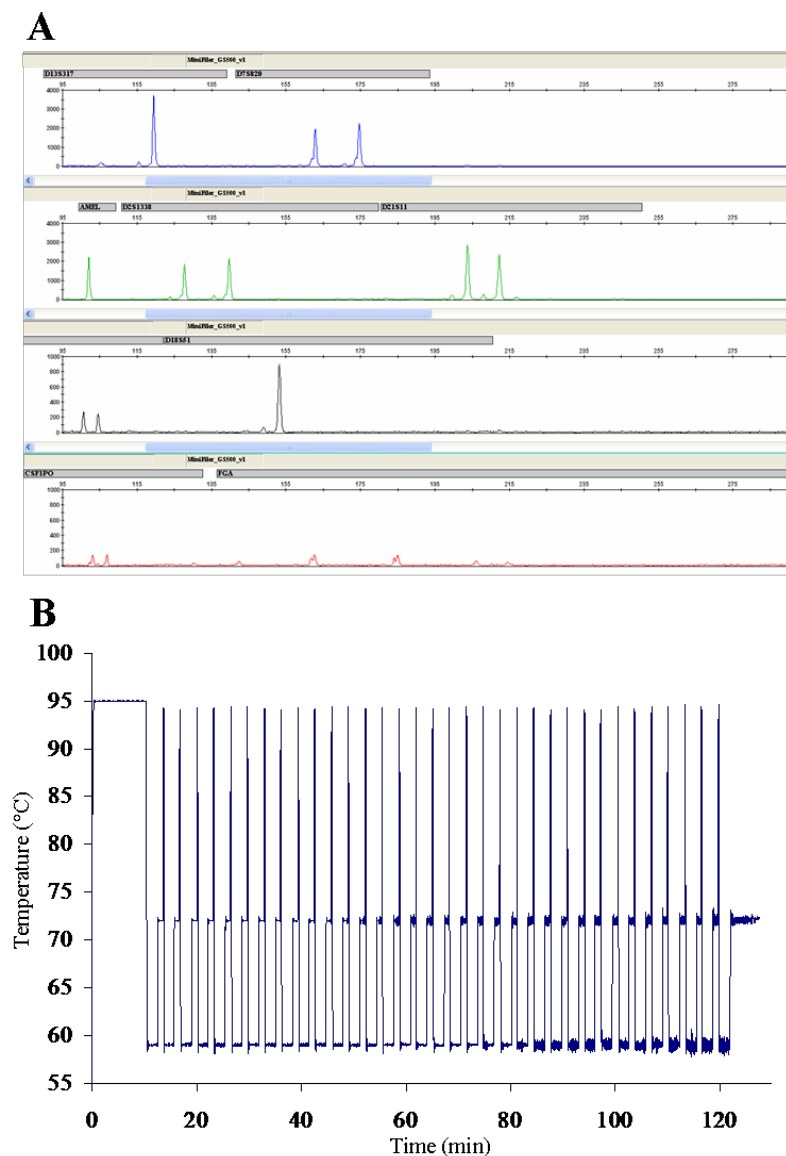 A
MiniFiler_GS500_v1
D13S317 D7S820
95 115 135 155 175 195 215 235 255 275
4000
3000
2000
1000
0
MiniFiler_GS500_v1
AMEL D2S1338 D21S11
95 115 135 155 175 195 215 235 255 275
4000
3000
2000
1000
0
MiniFiler_GS500_v1
D18S51
95 115 135 155 175 195 215 235 255 275
1000
800
600
400
200
0
MiniFiler_GS500_v1
CSF1PO FGA
95 115 135 155 175 195 215 235 255 275
1000
800
600
400
200
0
B
Temperature (°C)
100
95
90
85
80
75
70
65
60
55
0 20 40 60 80 100 120
Time (min)